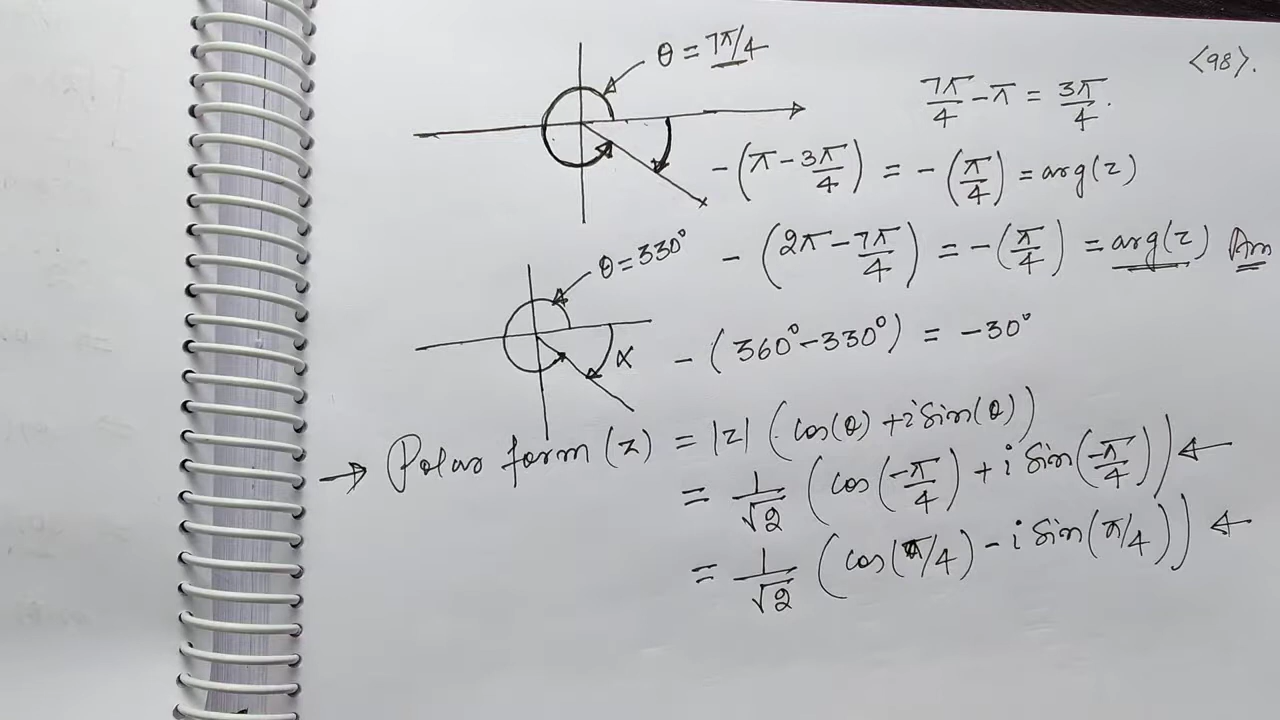 <98>.
θ = 7π/4
7π/4 - π = 3π/4.
-(π - 3π/4) = -(π/4) = arg(z)
-(2π - 7π/4) = -(π/4) = arg(z) Ans
θ = 330°
α
-(360° - 330°) = -30°
→ Polar form (z) = |z| (cos(θ) + i Sin(θ))
= 1/√2 (cos(-π/4) + i Sin(-π/4)) ←
= 1/√2 (cos(π/4) - i Sin(π/4)) ←